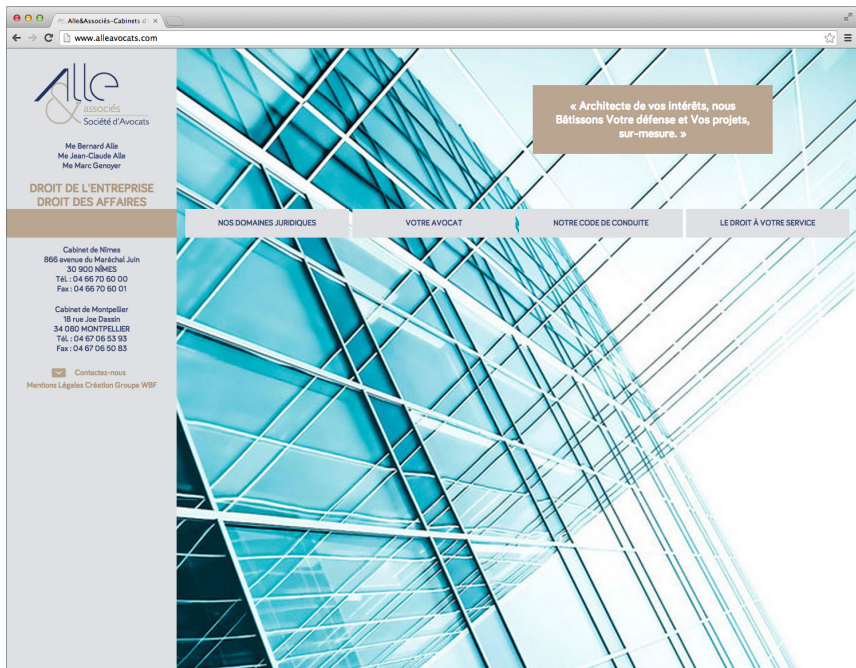 Alle&Associés-Cabinets d'
www.alleavocats.com
Alle
&
associés
Société d'Avocats
Me Bernard Alle
Me Jean-Claude Alle
Me Marc Genoyer
DROIT DE L'ENTREPRISE
DROIT DES AFFAIRES
« Architecte de vos intérêts, nous
Bâtissons Votre défense et Vos projets,
sur-mesure. »
NOS DOMAINES JURIDIQUES
VOTRE AVOCAT
NOTRE CODE DE CONDUITE
LE DROIT À VOTRE SERVICE
Cabinet de Nîmes
866 avenue du Maréchal Juin
30 900 NÎMES
Tél. : 04 66 70 60 00
Fax : 04 66 70 60 01
Cabinet de Montpellier
18 rue Joe Dassin
34 080 MONTPELLIER
Tél. : 04 67 06 53 93
Fax : 04 67 06 50 83
Contactez-nous
Mentions Légales Création Groupe WBF